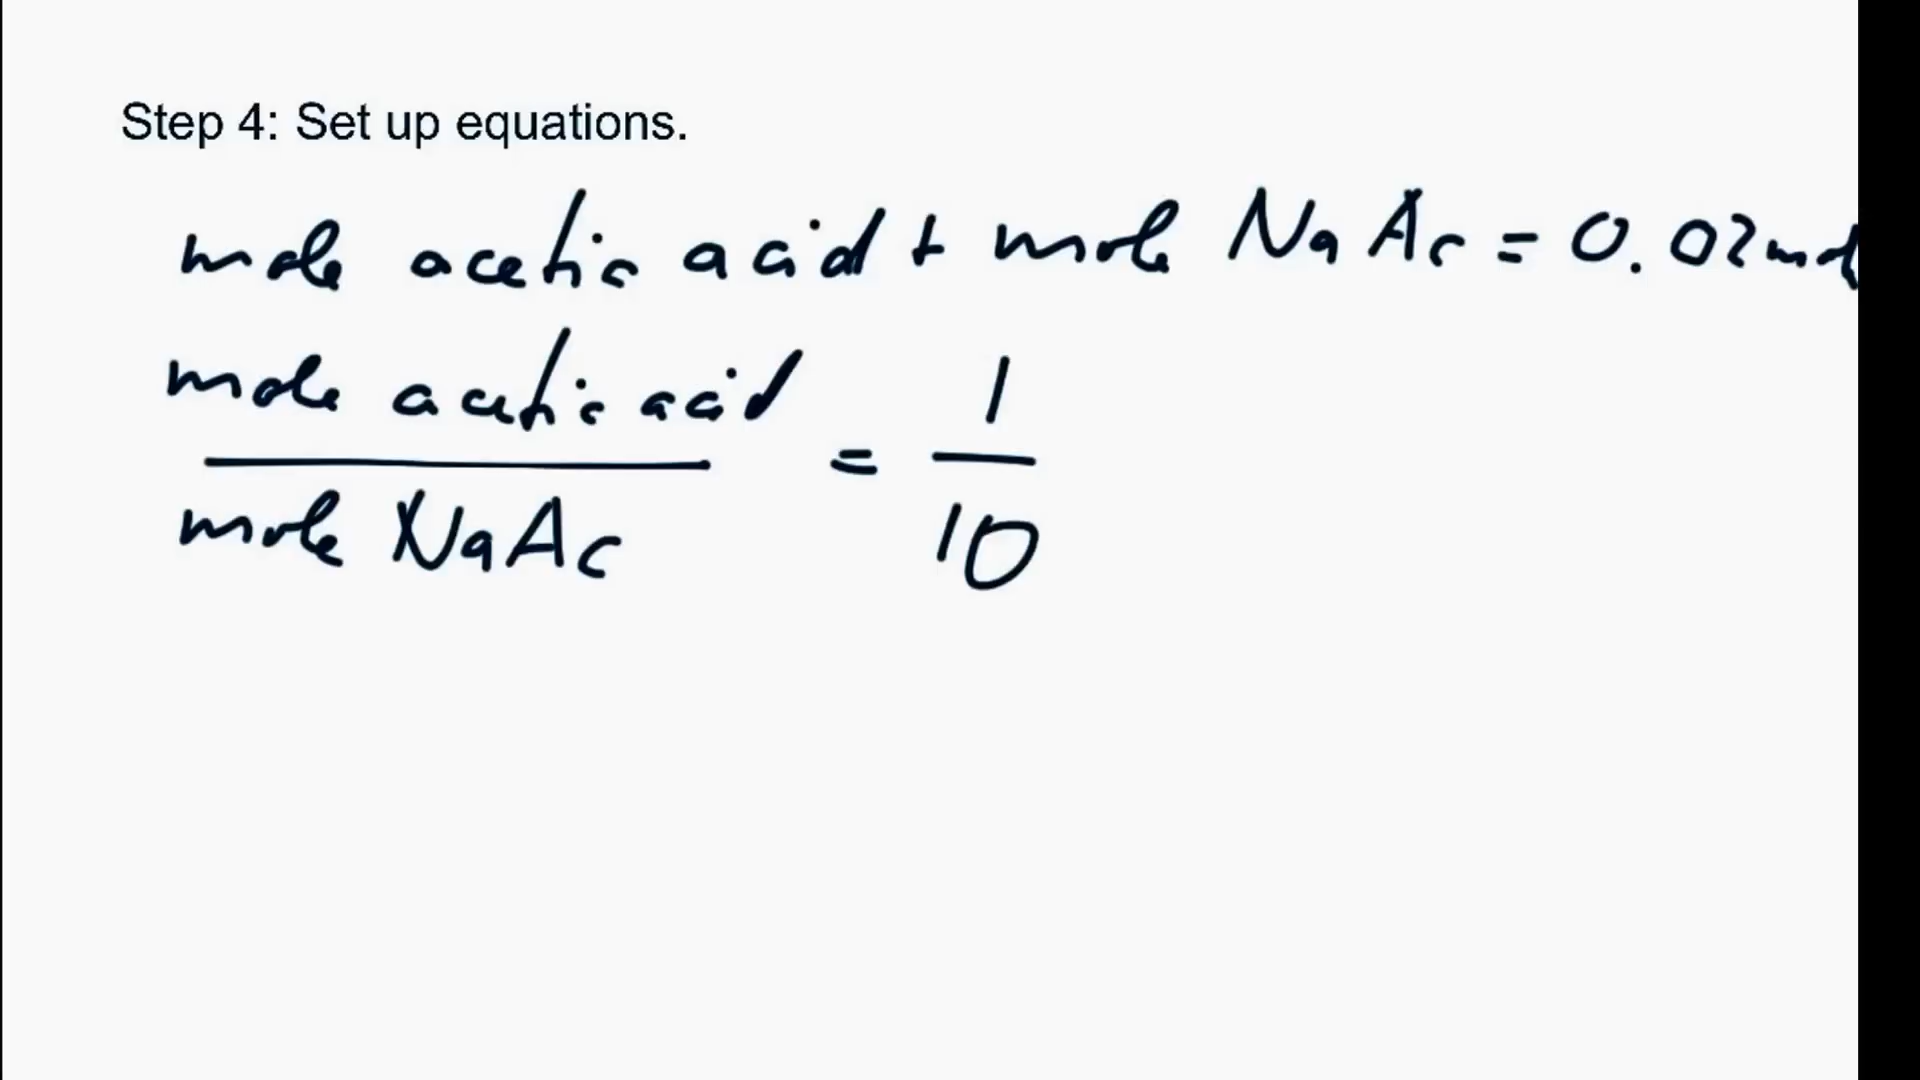 Step 4: Set up equations.
mole acetic acid + mole NaAc = 0.02 mol
mole acetic acid
= 1
mole NaAc
10